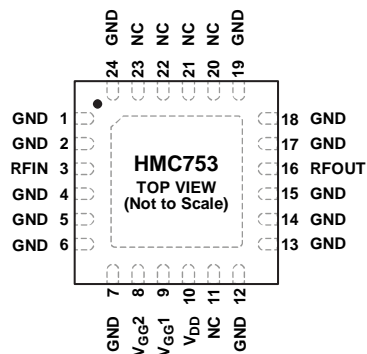 GND NC NC NC NC GND
24 23 22 21 20 19
GND 1
GND 2
RFIN 3
GND 4
GND 5
GND 6
HMC753
TOP VIEW
(Not to Scale)
18 GND
17 GND
16 RFOUT
15 GND
14 GND
13 GND
7 8 9 10 11 12
GND VGG2 VGG1 VDD NC GND